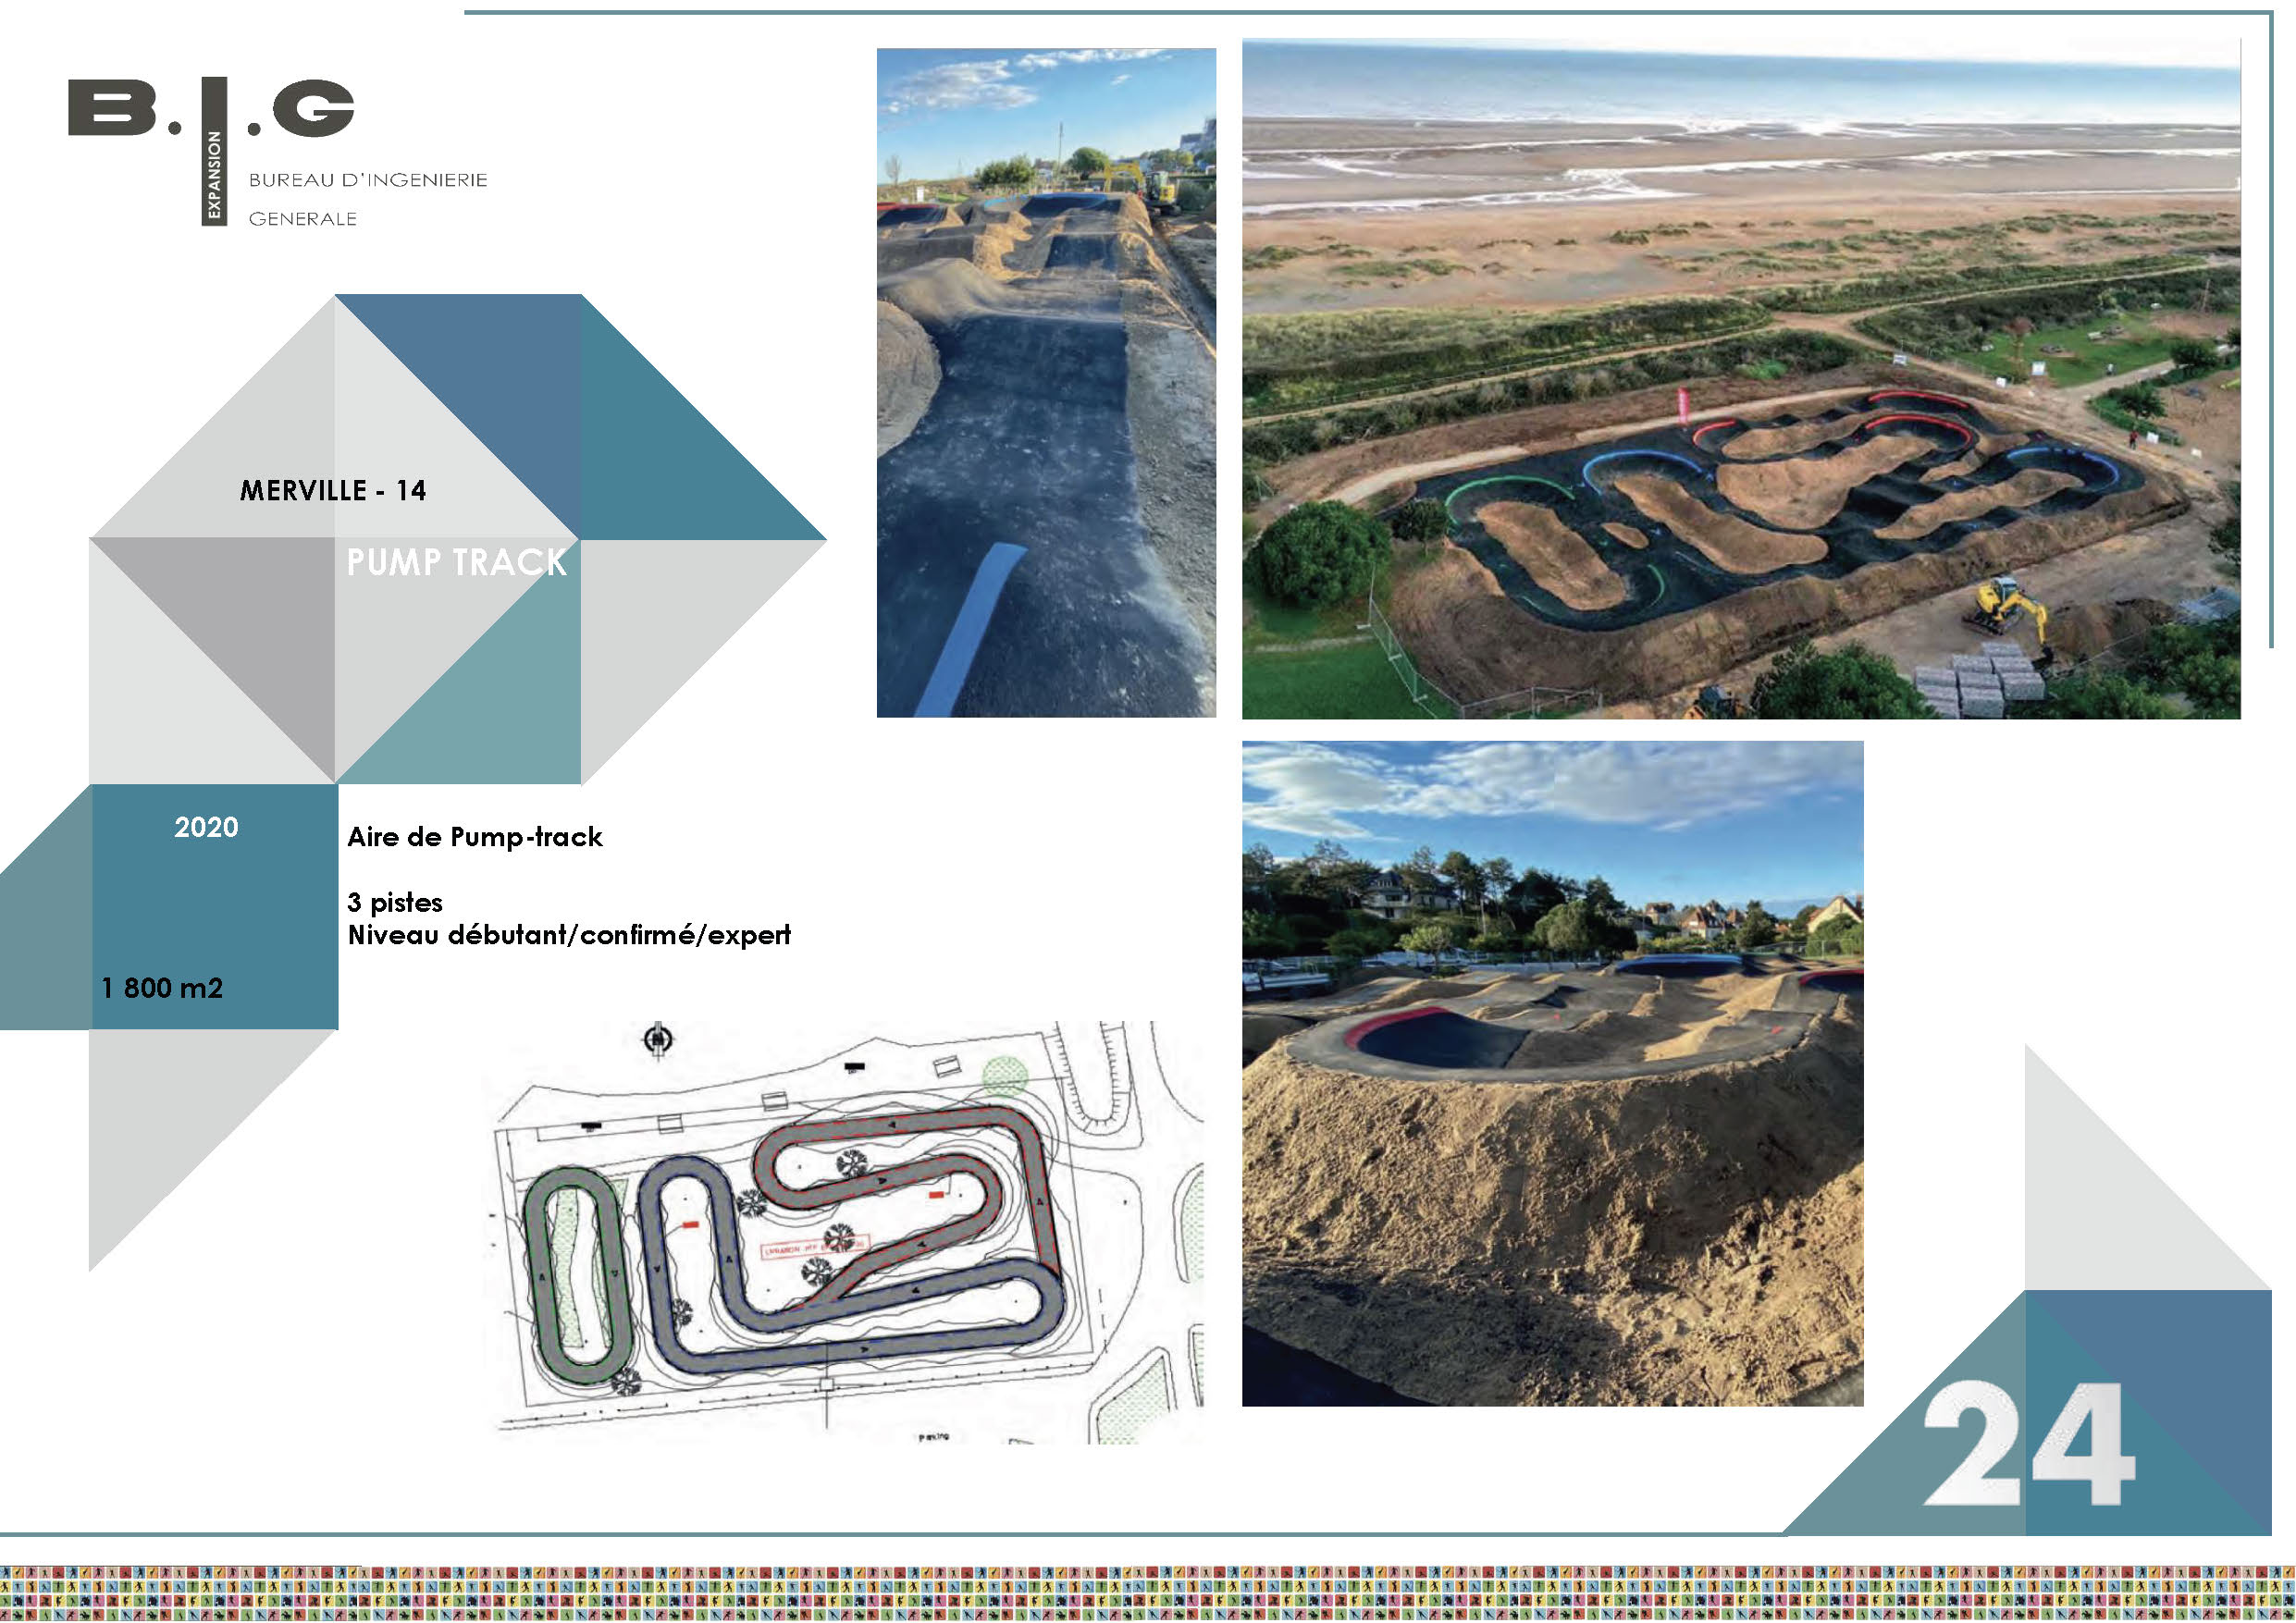 B.I.G
EXPANSION
BUREAU D'INGENIERIE
GENERALE
MERVILLE - 14
PUMP TRACK
2020
Aire de Pump-track
3 pistes
Niveau débutant/confirmé/expert
1 800 m2
Parking
24